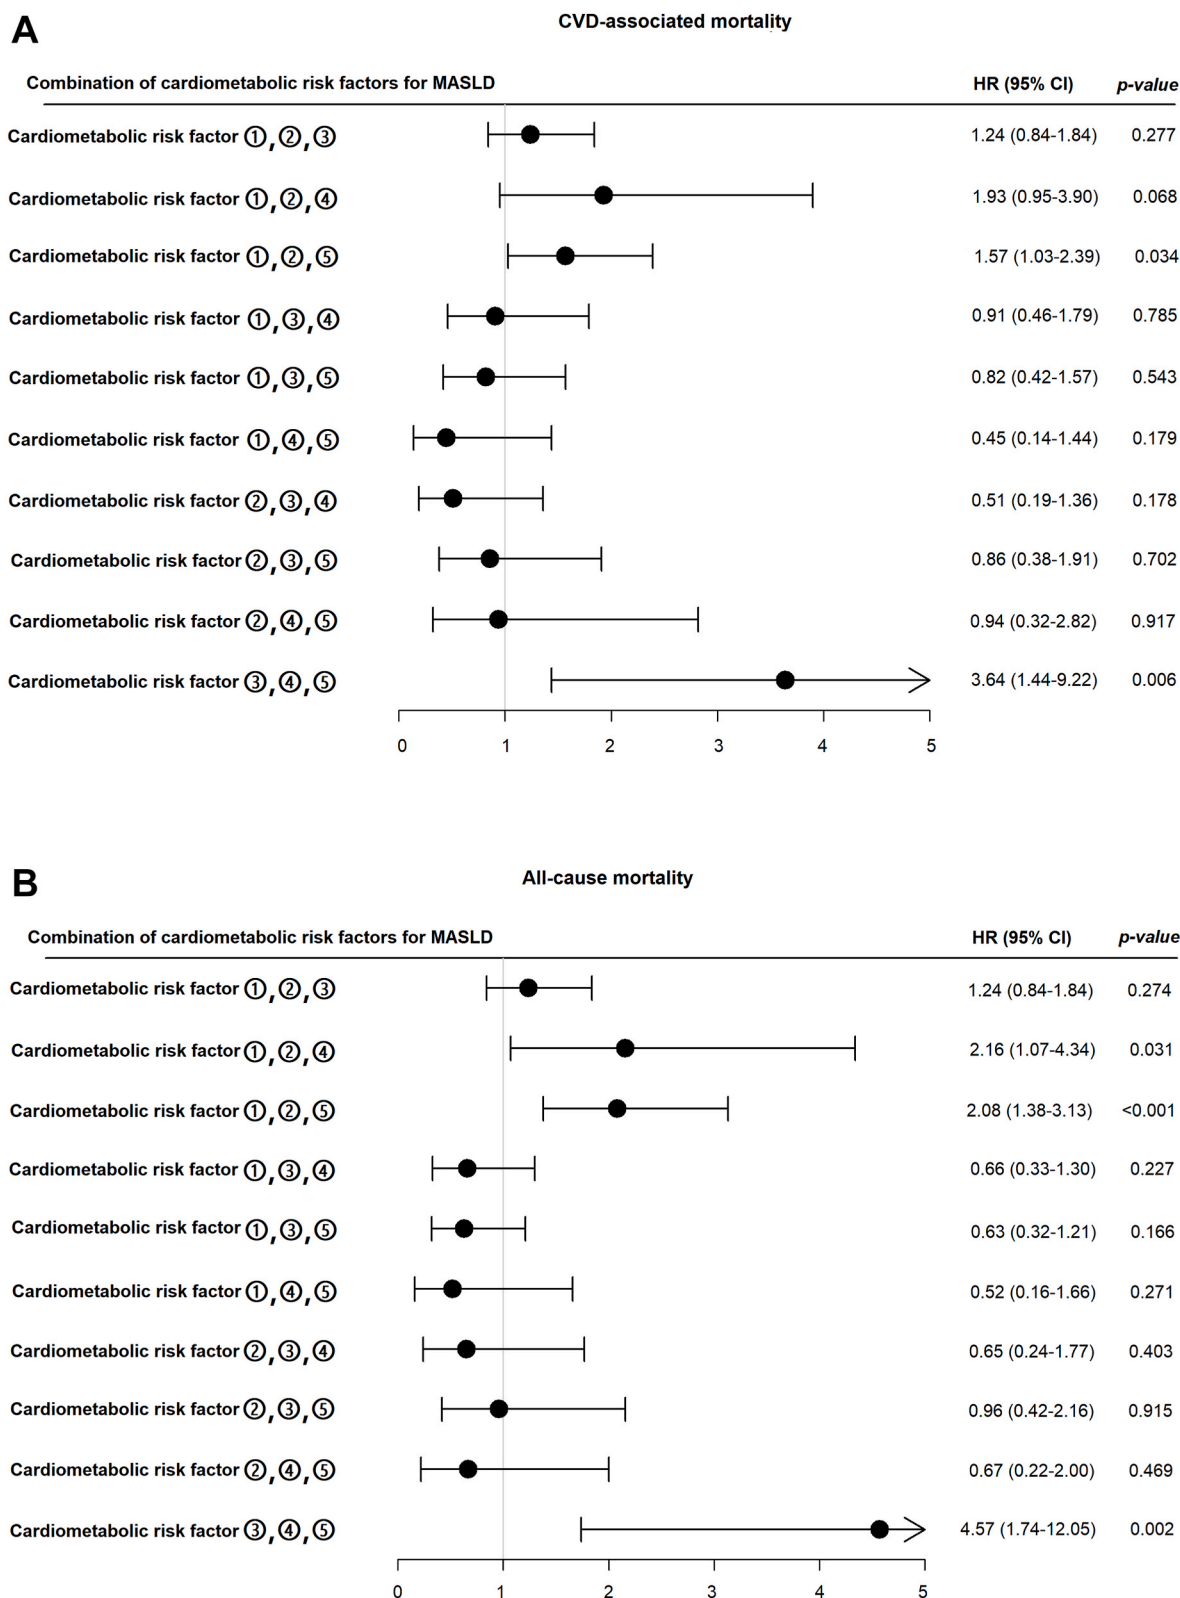 A
CVD-associated mortality
Combination of cardiometabolic risk factors for MASLD HR (95% CI) p-value
Cardiometabolic risk factor ①,②,③ 1.24 (0.84-1.84) 0.277
Cardiometabolic risk factor ①,②,④ 1.93 (0.95-3.90) 0.068
Cardiometabolic risk factor ①,②,⑤ 1.57 (1.03-2.39) 0.034
Cardiometabolic risk factor ①,③,④ 0.91 (0.46-1.79) 0.785
Cardiometabolic risk factor ①,③,⑤ 0.82 (0.42-1.57) 0.543
Cardiometabolic risk factor ①,④,⑤ 0.45 (0.14-1.44) 0.179
Cardiometabolic risk factor ②,③,④ 0.51 (0.19-1.36) 0.178
Cardiometabolic risk factor ②,③,⑤ 0.86 (0.38-1.91) 0.702
Cardiometabolic risk factor ②,④,⑤ 0.94 (0.32-2.82) 0.917
Cardiometabolic risk factor ③,④,⑤ 3.64 (1.44-9.22) 0.006
0 1 2 3 4 5
B
All-cause mortality
Combination of cardiometabolic risk factors for MASLD HR (95% CI) p-value
Cardiometabolic risk factor ①,②,③ 1.24 (0.84-1.84) 0.274
Cardiometabolic risk factor ①,②,④ 2.16 (1.07-4.34) 0.031
Cardiometabolic risk factor ①,②,⑤ 2.08 (1.38-3.13) <0.001
Cardiometabolic risk factor ①,③,④ 0.66 (0.33-1.30) 0.227
Cardiometabolic risk factor ①,③,⑤ 0.63 (0.32-1.21) 0.166
Cardiometabolic risk factor ①,④,⑤ 0.52 (0.16-1.66) 0.271
Cardiometabolic risk factor ②,③,④ 0.65 (0.24-1.77) 0.403
Cardiometabolic risk factor ②,③,⑤ 0.96 (0.42-2.16) 0.915
Cardiometabolic risk factor ②,④,⑤ 0.67 (0.22-2.00) 0.469
Cardiometabolic risk factor ③,④,⑤ 4.57 (1.74-12.05) 0.002
0 1 2 3 4 5